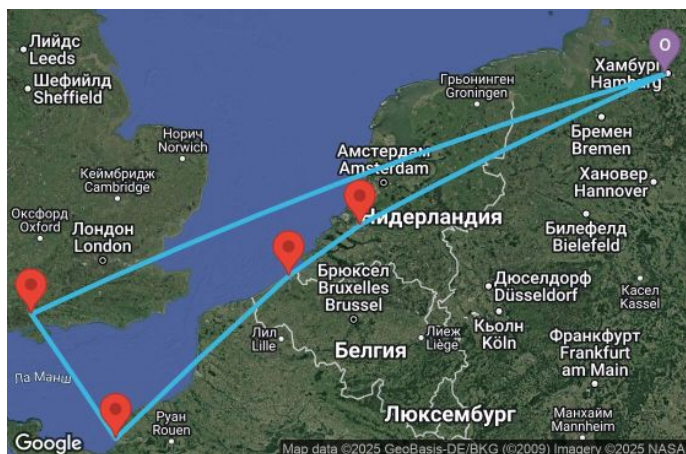 Лийдс
Leeds
Шефийлд
Sheffield
O
Хамбург
Hamburg
Грьонинген
Groningen
Бремен
Bremen
Норич
Norwich
Амстердам
Amsterdam
Кеймбридж
Cambridge
Хановер
Hannover
Оксфорд
Oxford
Нидерландия
Лондон
London
Билефелд
Bielefeld
Брюксел
Bruxelles
Brussel
Дюселдорф
Düsseldorf
Касел
Kassel
Лил
Lille
Белгия
Лиеж
Liège
Кьолн
Köln
Франкфурт
Frankfurt
am Main
Ла Манш
Руан
Rouen
Люксембург
Манхайм
Mannheim
Google
Map data ©2025 GeoBasis-DE/BKG (©2009) Imagery ©2025 NASA